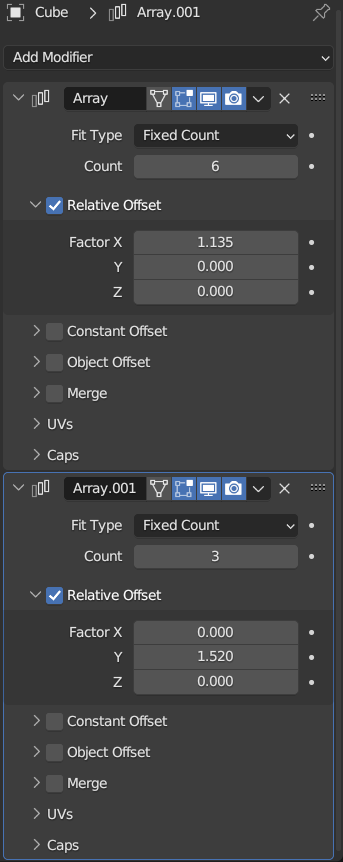 Cube > Array.001
Add Modifier
Array
Fit Type Fixed Count
Count 6
Relative Offset
Factor X 1.135
Y 0.000
Z 0.000
Constant Offset
Object Offset
Merge
UVs
Caps
Array.001
Fit Type Fixed Count
Count 3
Relative Offset
Factor X 0.000
Y 1.520
Z 0.000
Constant Offset
Object Offset
Merge
UVs
Caps